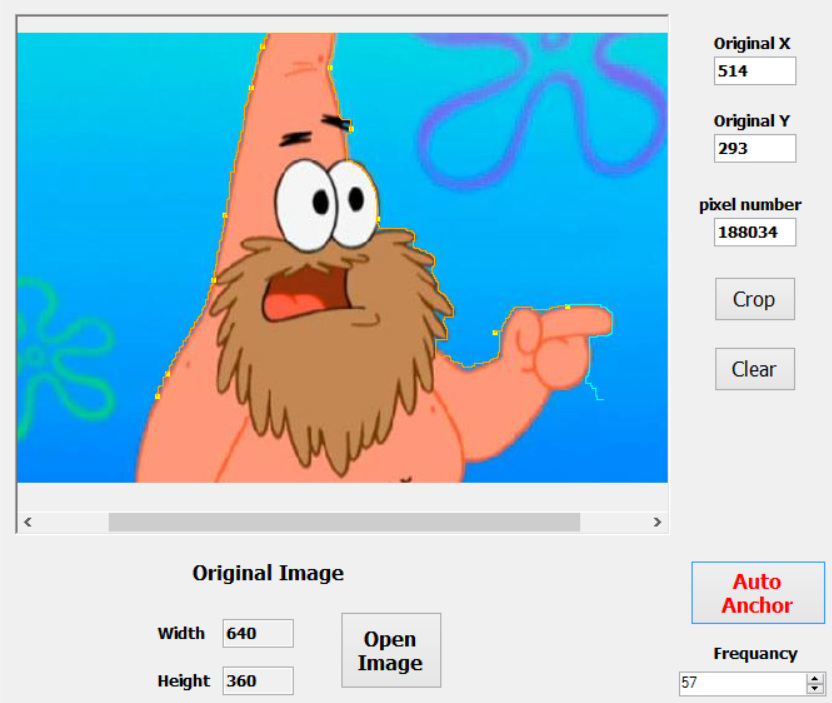 Original X
514
Original Y
293
pixel number
188034
Crop
Clear
Original Image
Width 640
Height 360
Open
Image
Auto
Anchor
Frequancy
57